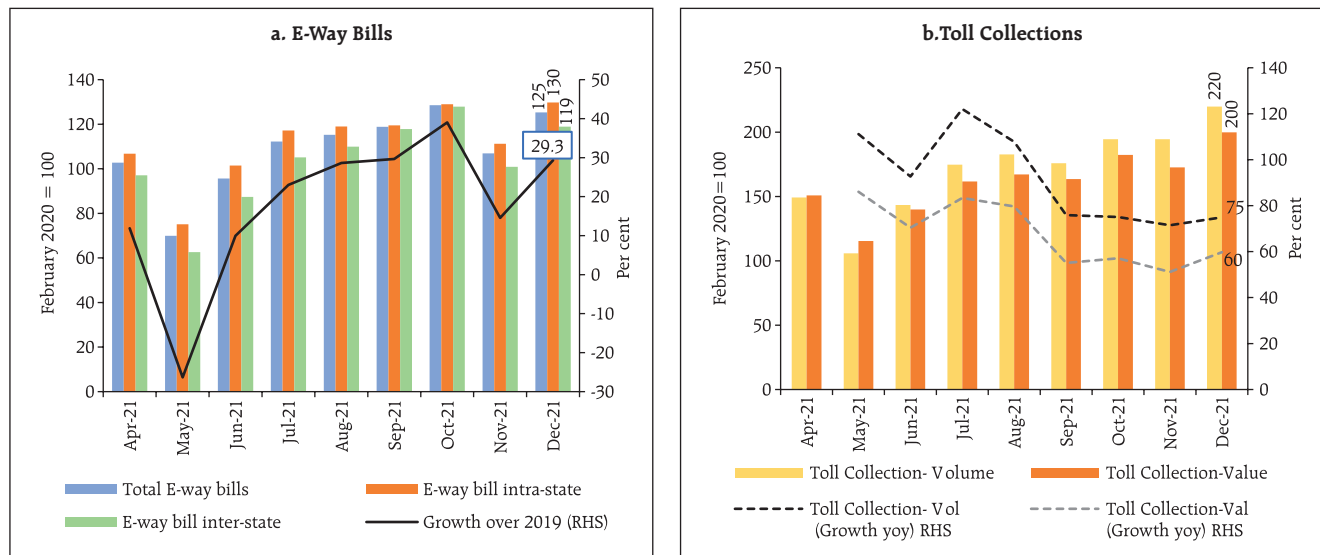 a. E-Way Bills
February 2020 = 100
140
120
100
80
60
40
20
0
125
130
119
29.3
50
40
30
20
10
-0
-10
-20
-30
Per cent
Apr-21
May-21
Jun-21
Jul-21
Aug-21
Sep-21
Oct-21
Nov-21
Dec-21
Total E-way bills
E-way bill intra-state
E-way bill inter-state
Growth over 2019 (RHS)
b.Toll Collections
February 2020=100
250
200
150
100
50
0
220
200
75
60
140
120
100
80
60
40
20
0
Per cent
Apr-21
May-21
Jun-21
Jul-21
Aug-21
Sep-21
Oct-21
Nov-21
Dec-21
Toll Collection- Volume
Toll Collection-Value
Toll Collection- Vol
(Growth yoy) RHS
Toll Collection-Val
(Growth yoy) RHS